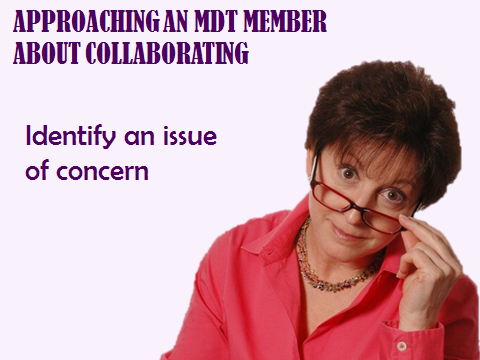 APPROACHING AN MDT MEMBER
ABOUT COLLABORATING
Identify an issue
of concern